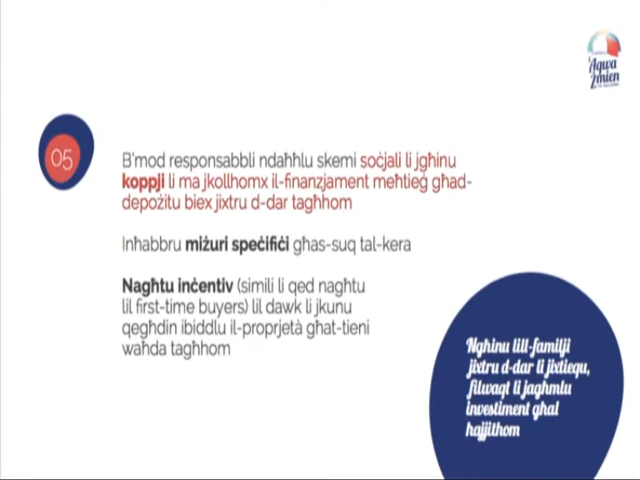 L-Aqwa
Żmien
05
B'mod responsabbli ndaħħlu skemi soċjali li jgħinu
koppji li ma jkollhomx il-finanzjament meħtieġ għad-
depożitu biex jixtru d-dar tagħhom
Inħabbru miżuri speċifiċi għas-suq tal-kera
Nagħtu inċentiv (simili li qed nagħtu
lil first-time buyers) lil dawk li jkunu
qegħdin ibiddlu il-proprjetà għat-tieni
waħda tagħhom
Ngħinu lill-familji
jixtru d-dar li jixtiequ,
filwaqt li jagħmlu
investiment għal
ħajjithom